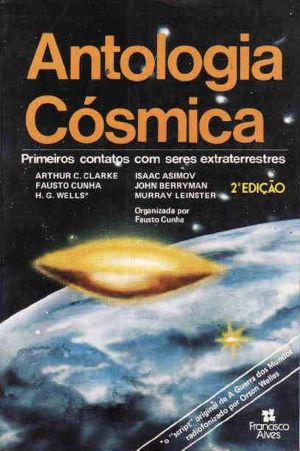 Antologia
Cósmica
Primeiros contatos com seres extraterrestres
ARTHUR C. CLARKE
FAUSTO CUNHA
H. G. WELLS*
ISAAC ASIMOV
JOHN BERRYMAN
MURRAY LEINSTER
2ª EDIÇÃO
Organizada por
Fausto Cunha
*o "script" original de A Guerra dos Mundos
radiofonizado por Orson Welles
Francisco
Alves